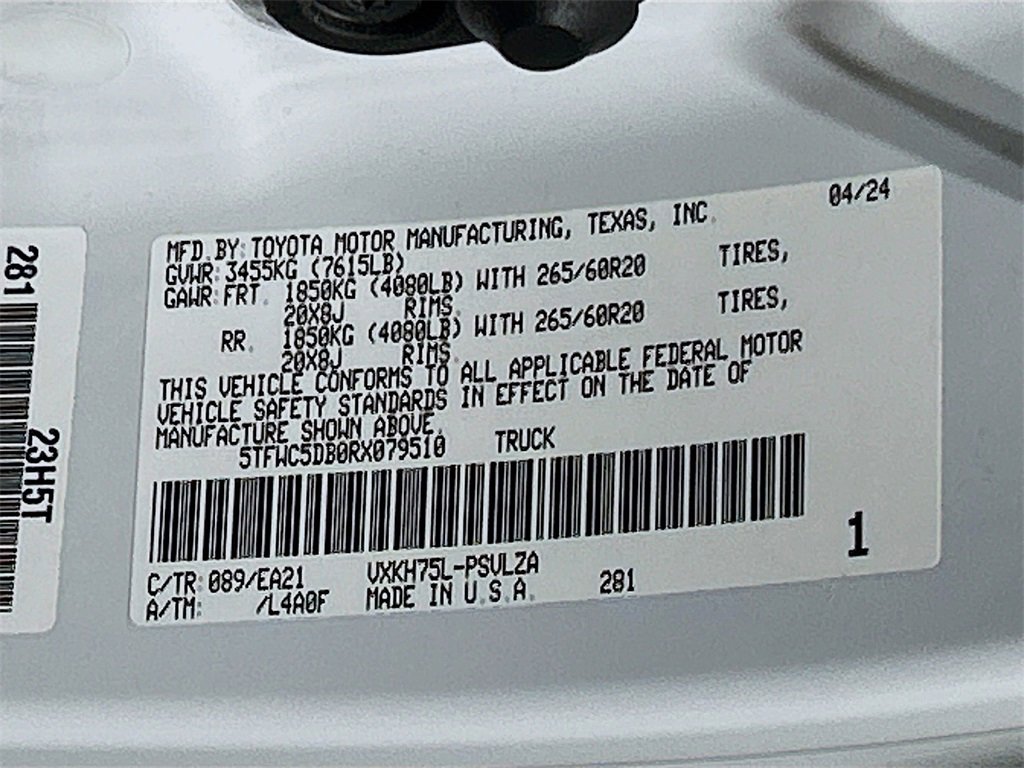 281
23H5T
04/24
MFD.BY: TOYOTA MOTOR MANUFACTURING, TEXAS, INC.
GVWR: 3455KG (7615LB)
GAWR: FRT. 1850KG (4080LB) WITH 265/60R20 TIRES,
20X8J RIMS.
RR. 1850KG (4080LB) WITH 265/60R20 TIRES,
20X8J RIMS.
THIS VEHICLE CONFORMS TO ALL APPLICABLE FEDERAL MOTOR
VEHICLE SAFETY STANDARDS IN EFFECT ON THE DATE OF
MANUFACTURE SHOWN ABOVE.
5TFWC5DB0RX079510 TRUCK
1
C/TR: 089/EA21 VXKH75L-PSVLZA
A/TM: /L4A0F MADE IN U.S.A. 281